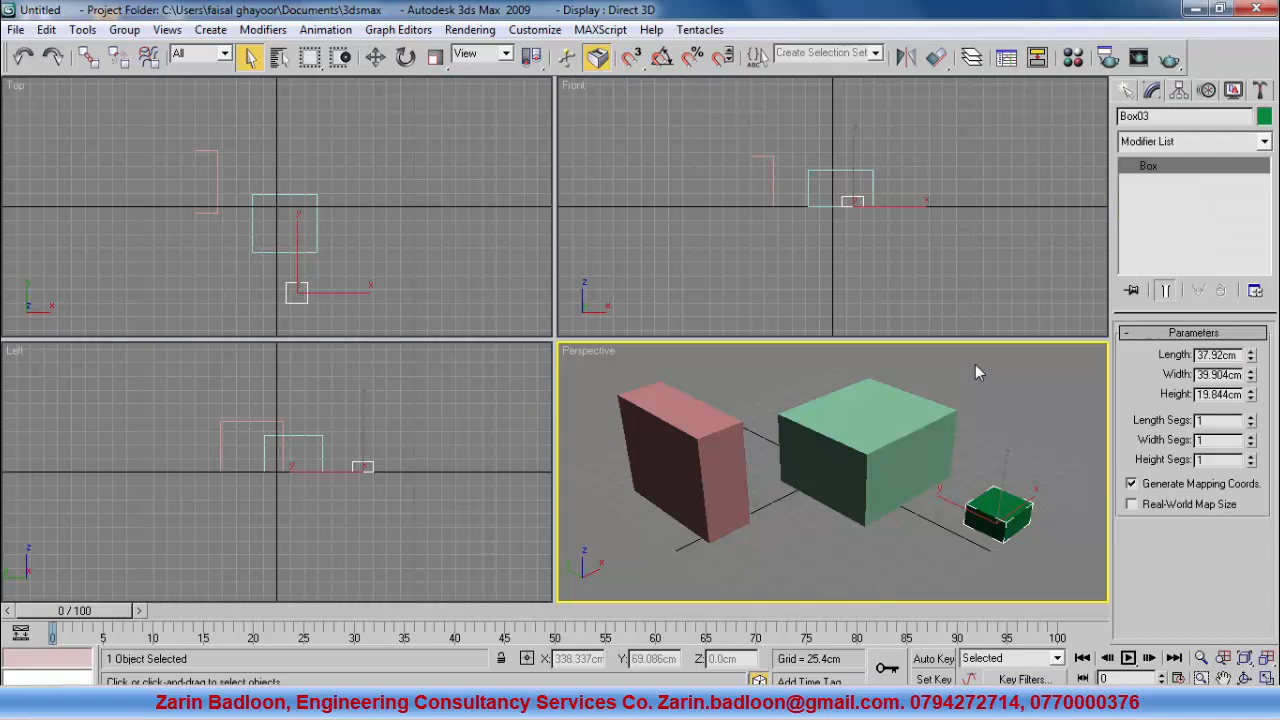 Untitled - Project Folder: C:\Users\faisal ghayoor\Documents\3dsmax - Autodesk 3ds Max 2009 - Display : Direct 3D
File Edit Tools Group Views Create Modifiers Animation Graph Editors Rendering Customize MAXScript Help Tentacles
All View 3 Create Selection Set
Top
y
x
z
y
x
Front
z
x
z
x
Left
y
z
Perspective
z
x
y
x
z
Box03
Modifier List
Box
- Parameters
Length: 37.92cm
Width: 39.904cm
Height: 19.844cm
Length Segs: 1
Width Segs: 1
Height Segs: 1
Generate Mapping Coords.
Real-World Map Size
< 0 / 100 >
0 5 10 15 20 25 30 35 40 45 50 55 60 65 70 75 80 85 90 95 100
1 Object Selected X: 338.337cm Y: 69.086cm Z: 0.0cm Grid = 25.4cm Auto Key Selected
Click or click-and-drag to select objects Add Time Tag Set Key Key Filters... 0
Zarin Badloon, Engineering Consultancy Services Co. Zarin.badloon@gmail.com. 0794272714, 0770000376